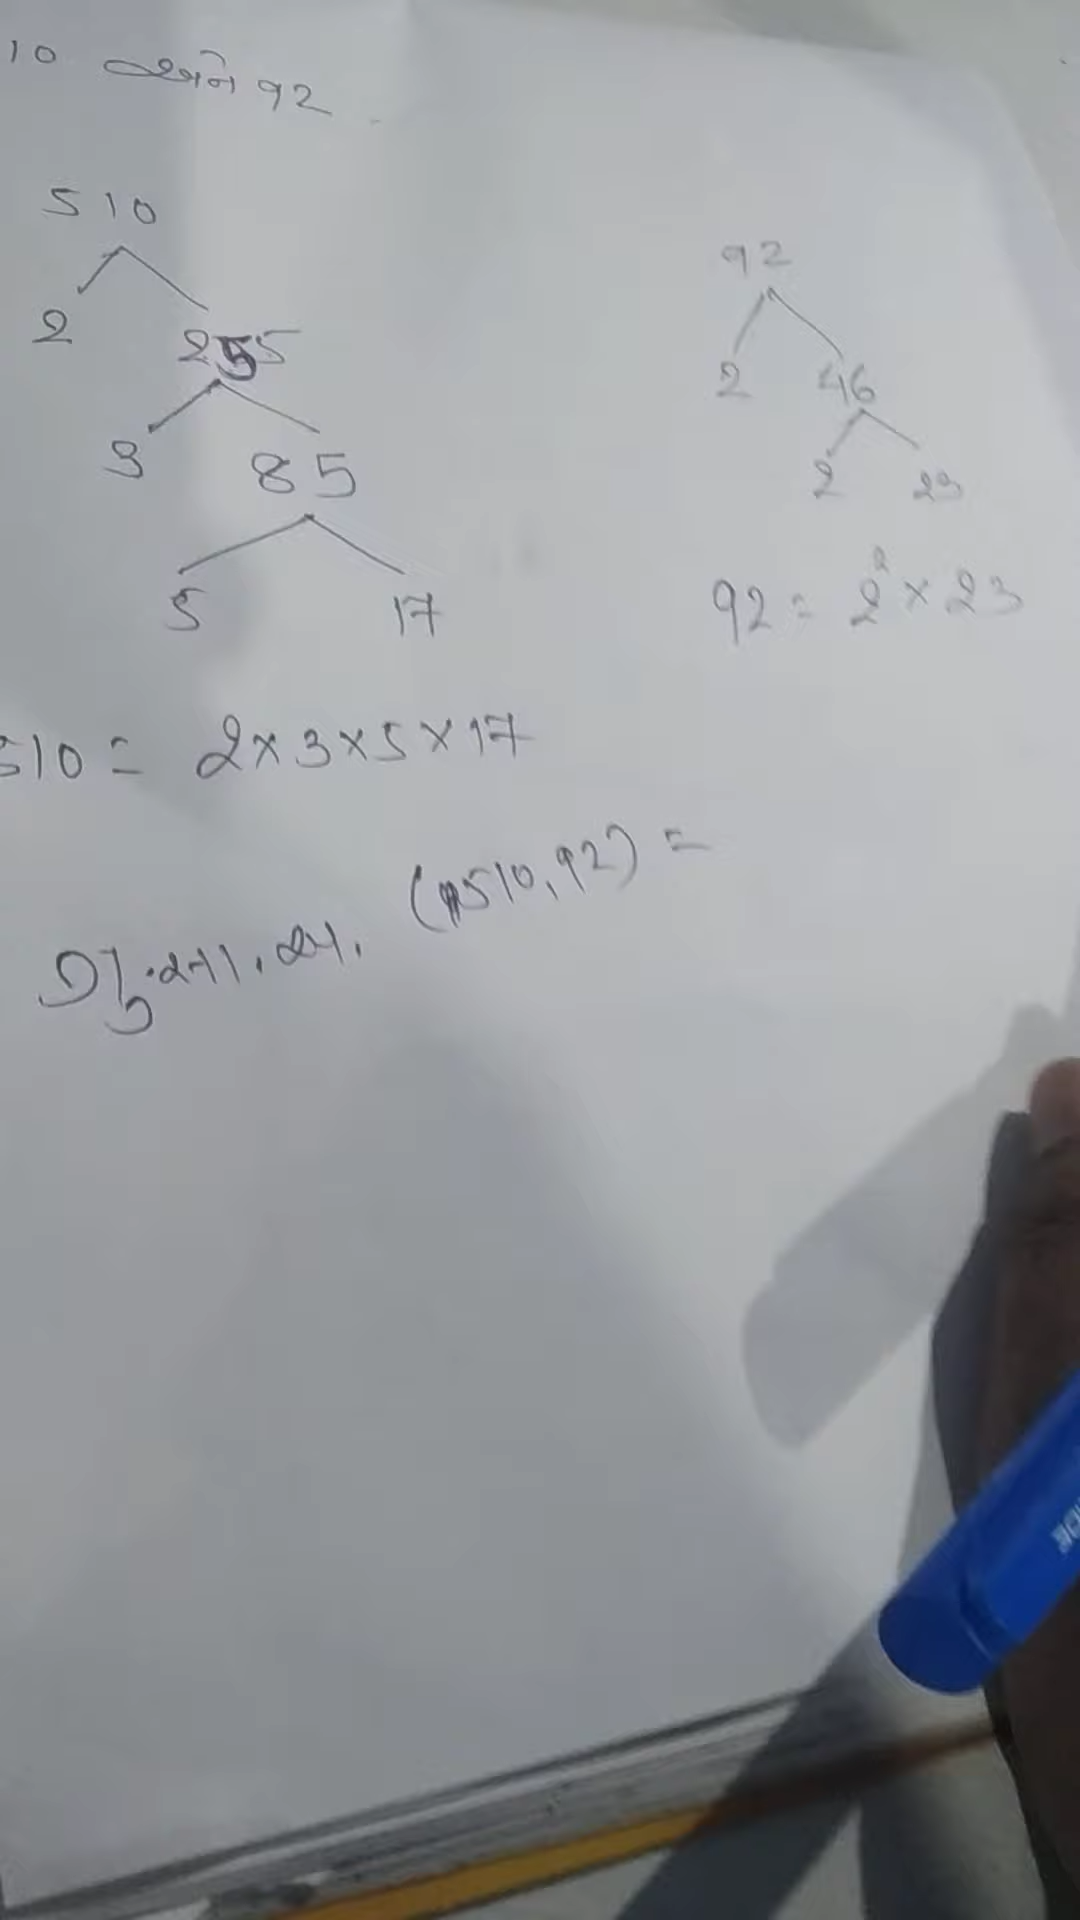 10 અને 92
510
92
2 255
2 46
3 85
2 23
5 17
92 = 2² × 23
510 = 2 × 3 × 5 × 17
ગુ.સા.અ. (510, 92) =